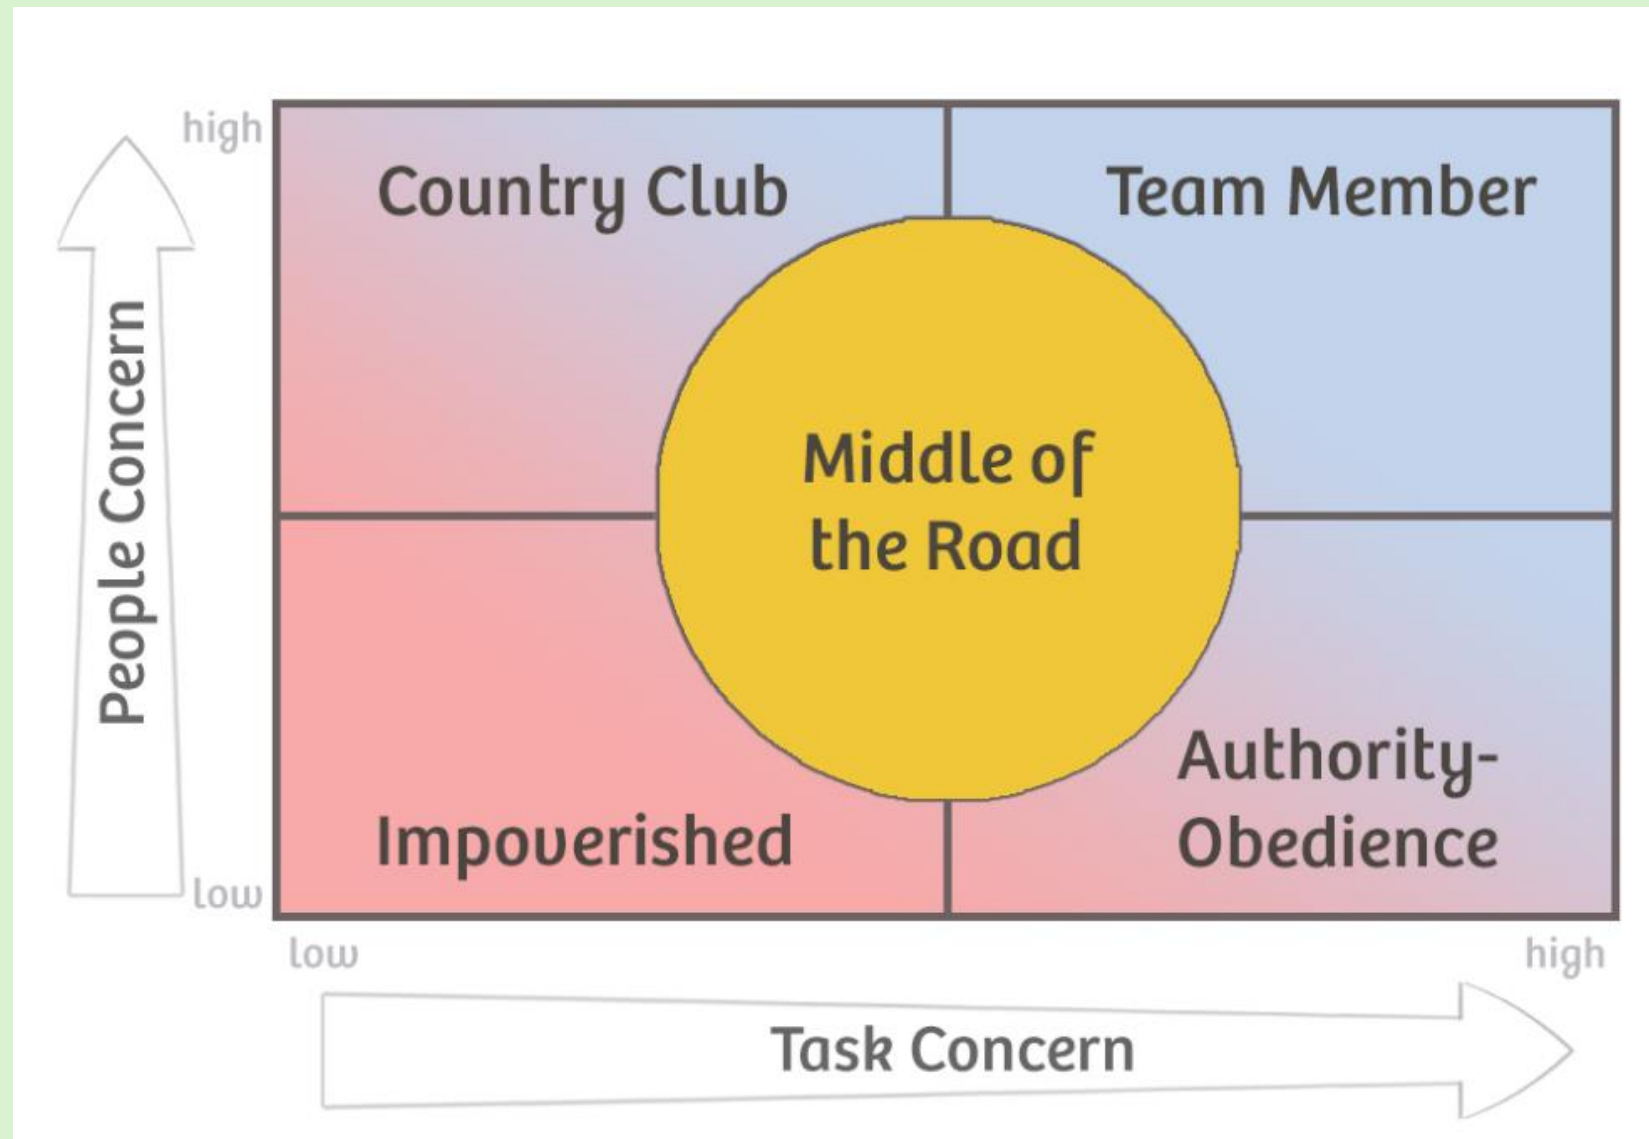 high
Country Club
Team Member
People Concern
Middle of
the Road
Authority-
Obedience
Impoverished
low
low
high
Task Concern